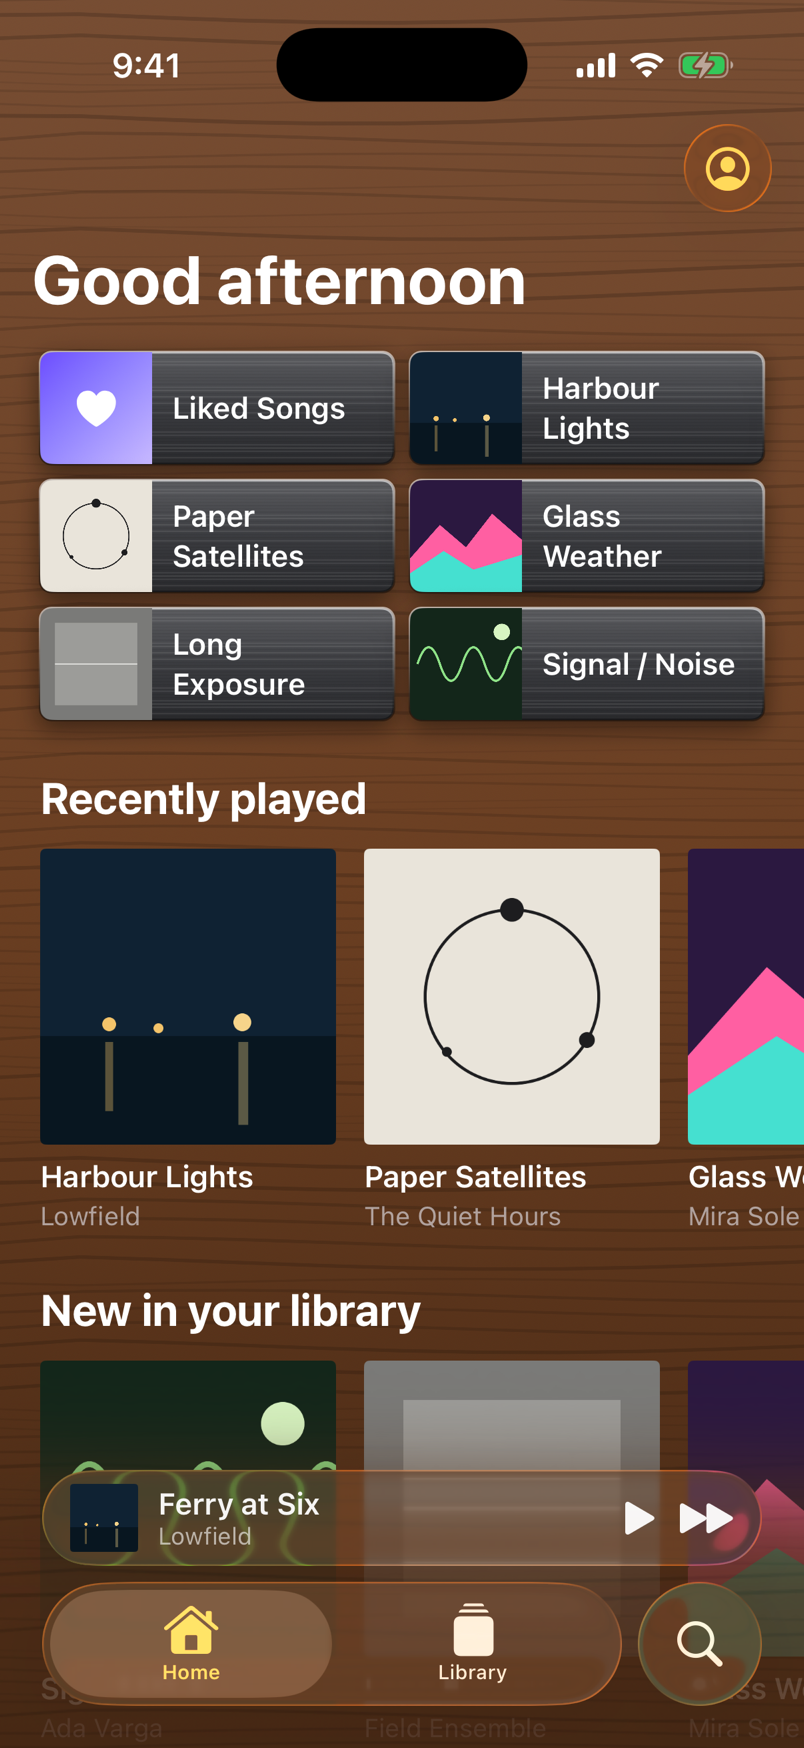 9:41
Good afternoon
Liked Songs
Harbour
Lights
Paper
Satellites
Glass
Weather
Long
Exposure
Signal / Noise
Recently played
Harbour Lights
Paper Satellites
Glass W
Lowfield
The Quiet Hours
Mira Sole
New in your library
Ferry at Six
Lowfield
Home
Library
Ada Varga
Field Ensemble
Mira Sole